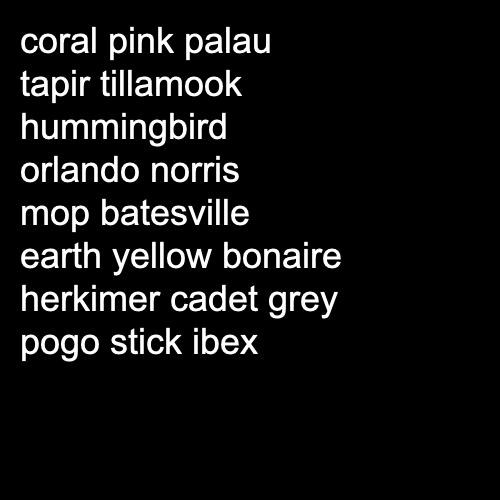 coral pink palau
tapir tillamook
hummingbird
orlando norris
mop batesville
earth yellow bonaire
herkimer cadet grey
pogo stick ibex